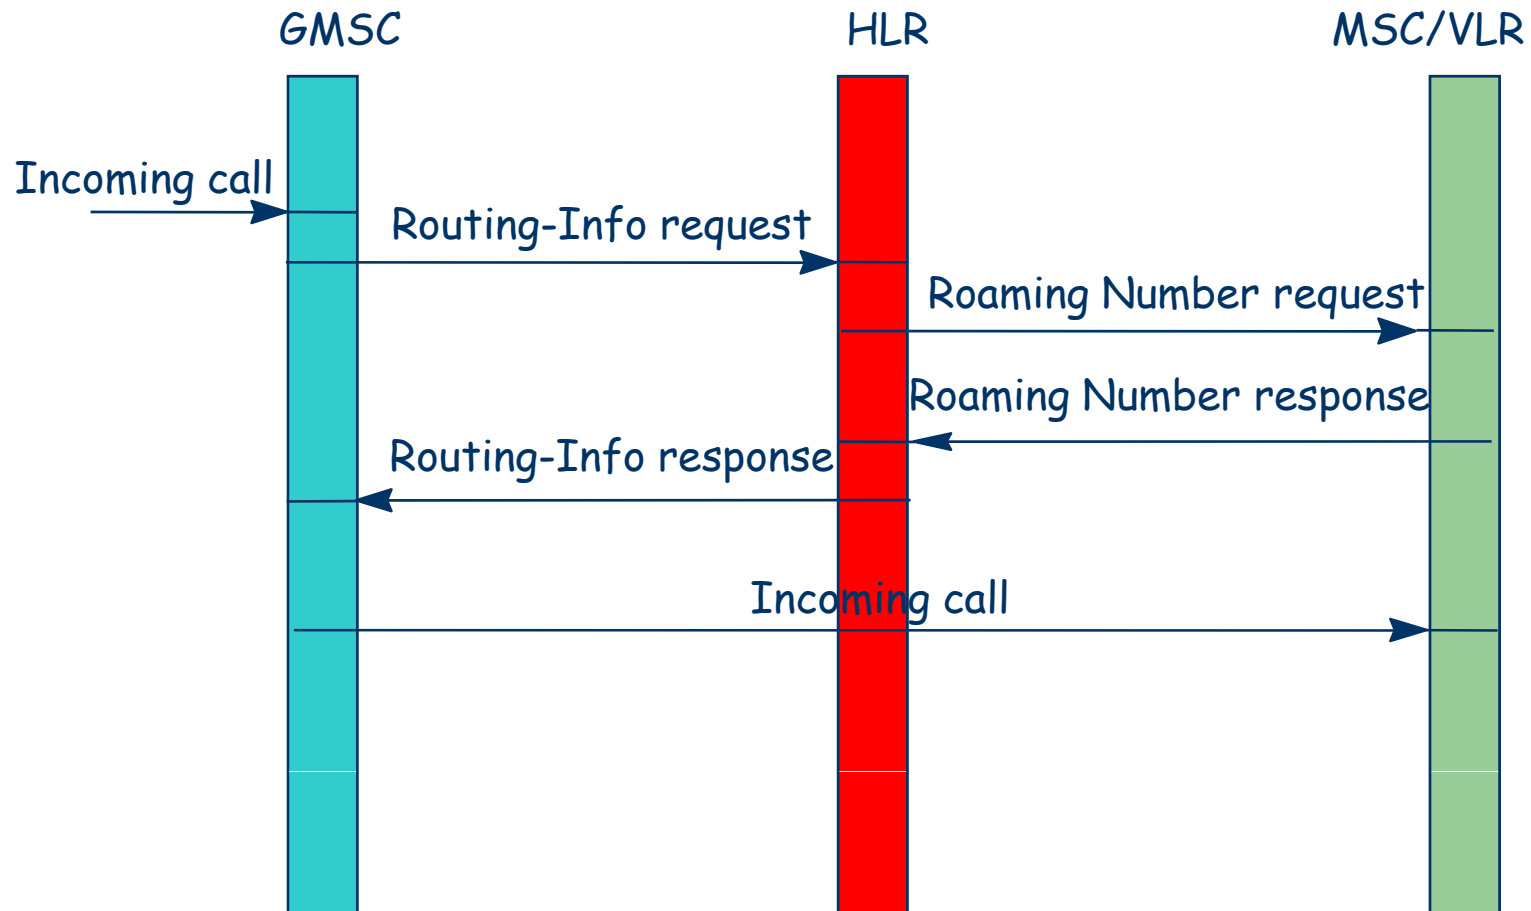 GMSC
HLR
MSC/VLR
Incoming call
Routing-Info request
Roaming Number request
Roaming Number response
Routing-Info response
Incoming call